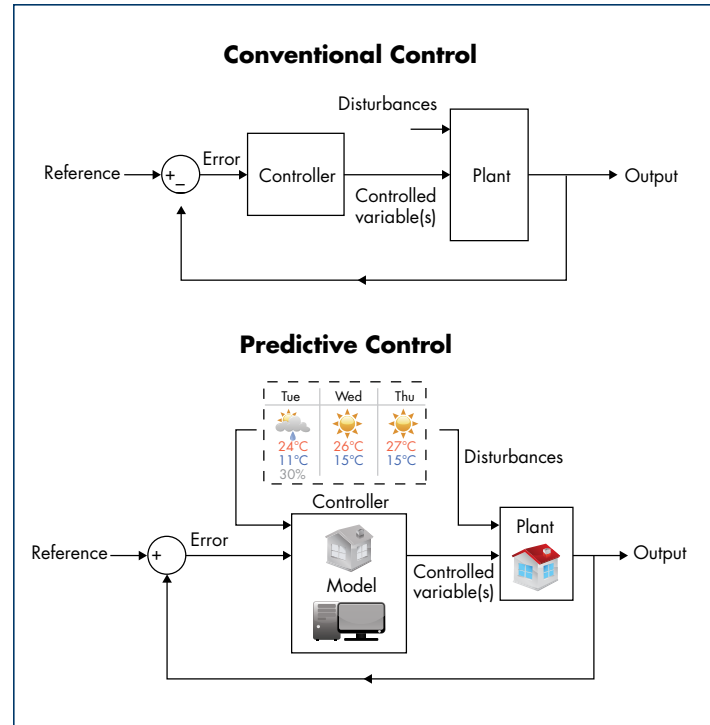 Conventional Control
Disturbances
Reference
+
−
Error
Controller
Controlled
variable(s)
Plant
Output
Predictive Control
Tue Wed Thu
24°C 26°C 27°C
11°C 15°C 15°C
30%
Disturbances
Controller
Plant
Reference
+
Error
Model
Controlled
variable(s)
Output